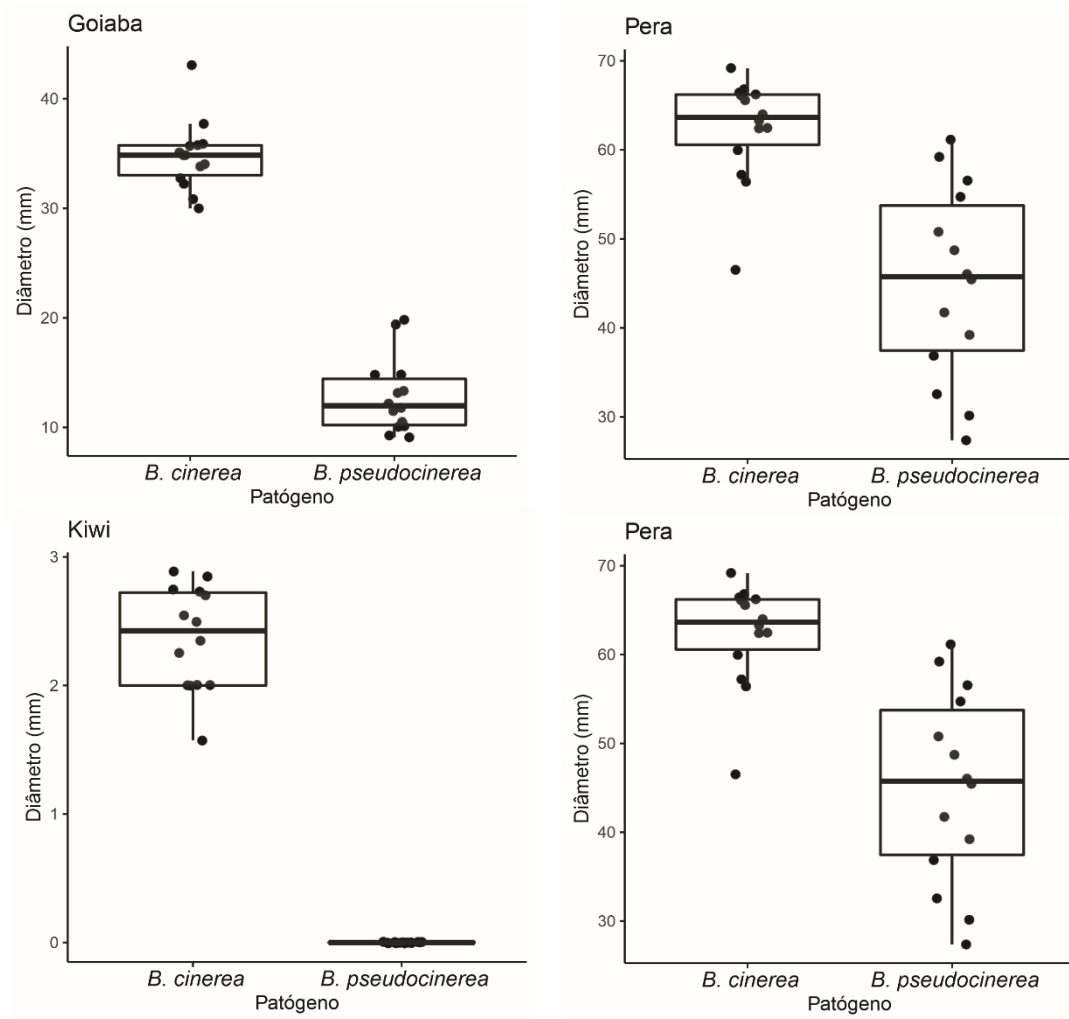 Goiaba
Diâmetro (mm)
40
30
20
10
B. cinerea
B. pseudocinerea
Patógeno
Pera
Diâmetro (mm)
70
60
50
40
30
B. cinerea
B. pseudocinerea
Patógeno
Kiwi
Diâmetro (mm)
3
2
1
0
B. cinerea
B. pseudocinerea
Patógeno
Pera
Diâmetro (mm)
70
60
50
40
30
B. cinerea
B. pseudocinerea
Patógeno